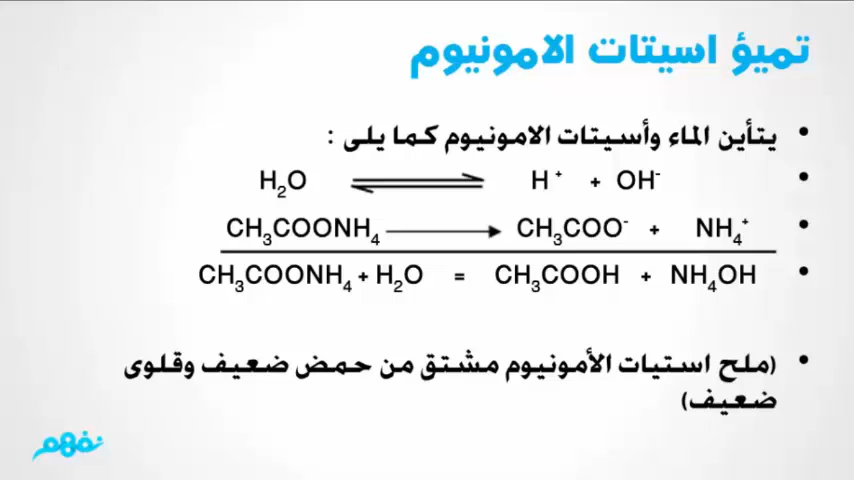 تميؤ اسيتات الامونيوم
• يتأين الماء وأسيتات الامونيوم كما يلى :
• H₂O ⇌ H⁺ + OH⁻
• CH₃COONH₄ ⟶ CH₃COO⁻ + NH₄⁺
• CH₃COONH₄ + H₂O = CH₃COOH + NH₄OH
• (ملح استيات الأمونيوم مشتق من حمض ضعيف وقلوى
ضعيف)
نفهم